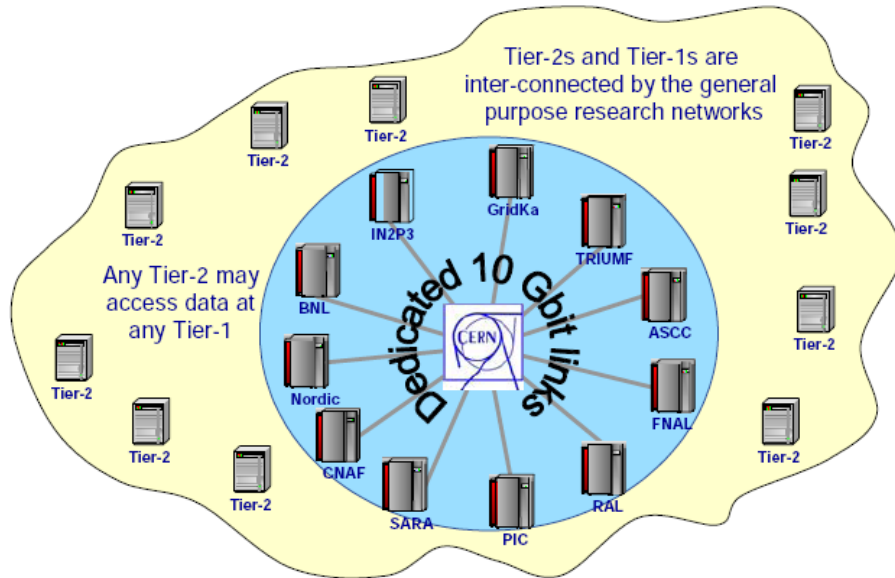 Tier-2s and Tier-1s are
inter-connected by the general
purpose research networks
Tier-2
Tier-2
Tier-2
Tier-2
Tier-2
Tier-2
Tier-2
Tier-2
Tier-2
Tier-2
Tier-2
Any Tier-2 may
access data at
any Tier-1
Dedicated 10 Gbit links
GridKa
IN2P3
TRIUMF
BNL
ASCC
CERN
Nordic
FNAL
CNAF
SARA
RAL
PIC